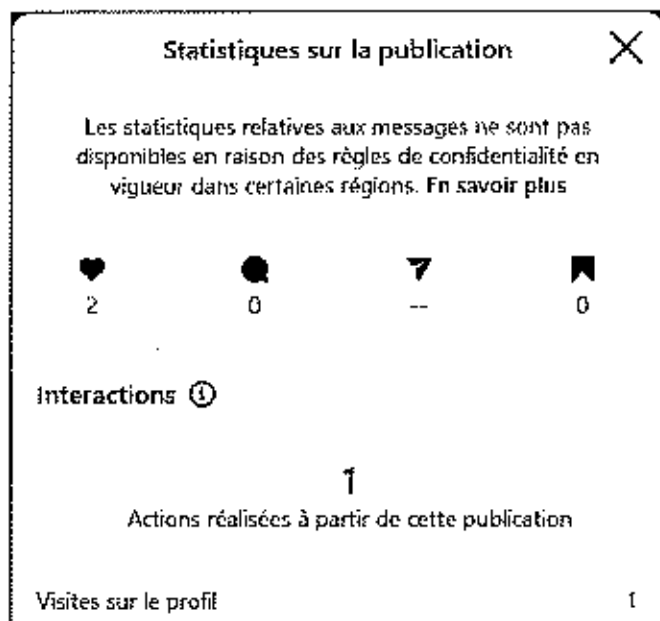 Statistiques sur la publication
Les statistiques relatives aux messages ne sont pas
disponibles en raison des règles de confidentialité en
vigueur dans certaines régions. En savoir plus
2 0 -- 0
Interactions
1
Actions réalisées à partir de cette publication
Visites sur le profil 1